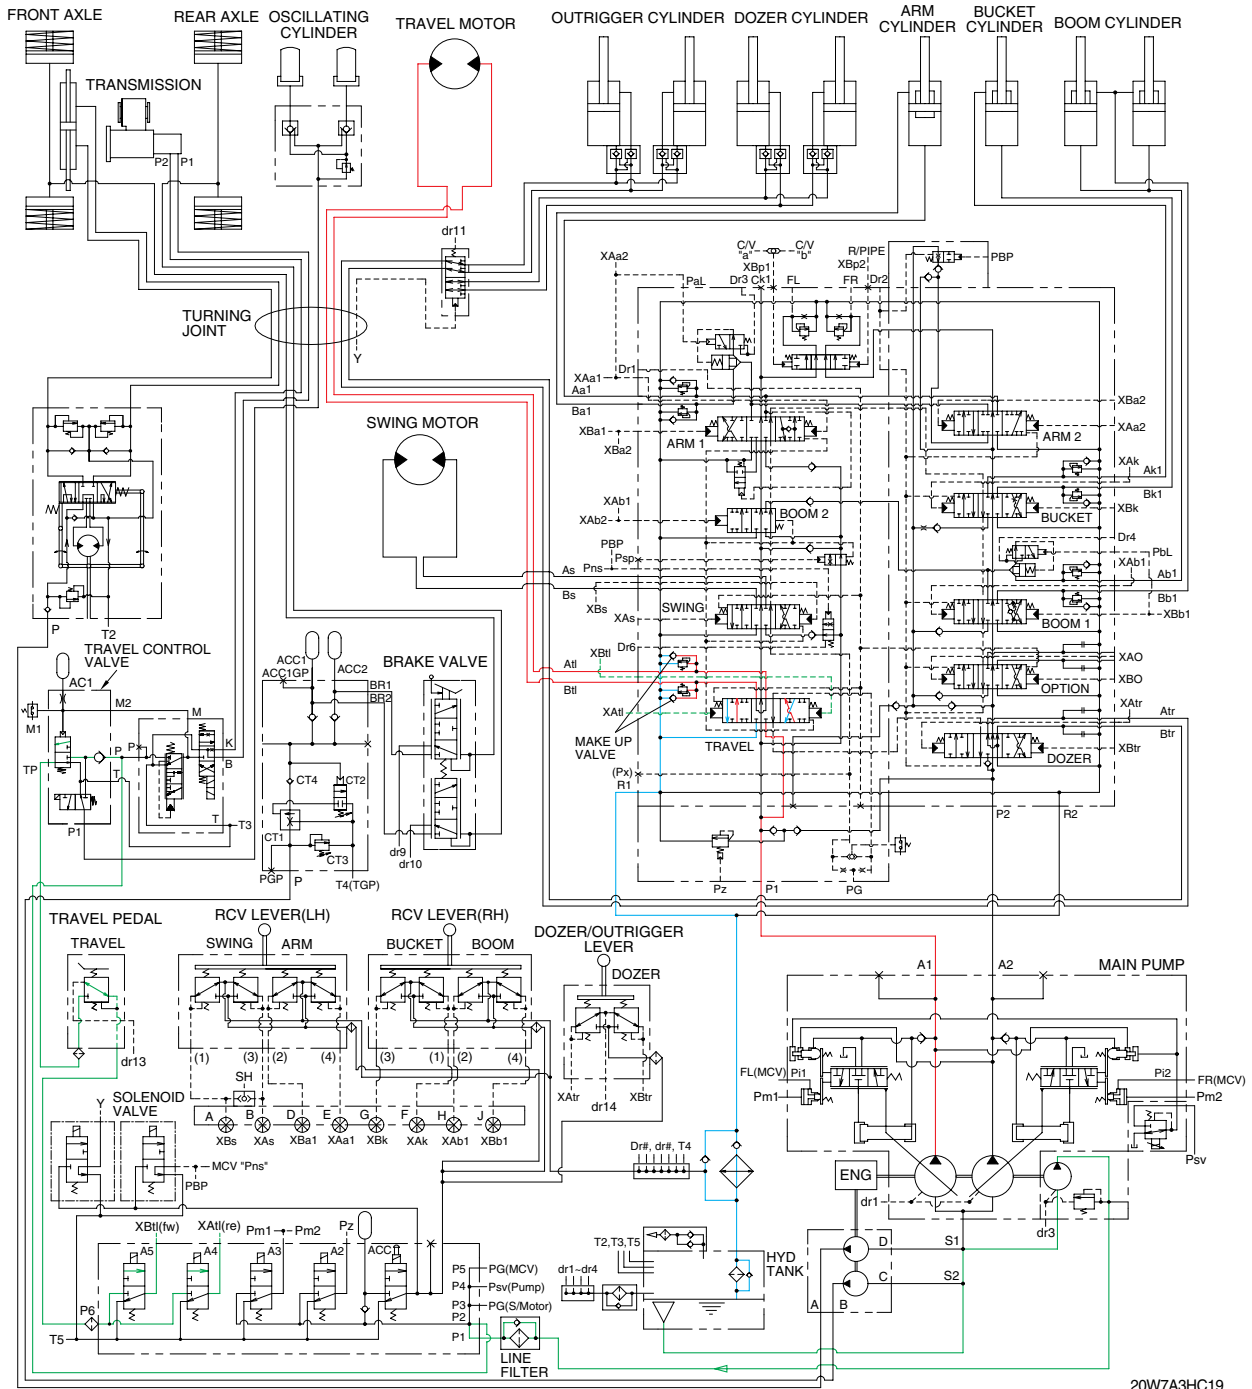 FRONT AXLE
REAR AXLE
OSCILLATING
CYLINDER
TRAVEL MOTOR
OUTRIGGER CYLINDER
DOZER CYLINDER
ARM
CYLINDER
BUCKET
CYLINDER
BOOM CYLINDER
TRANSMISSION
P2 P1
dr11
TURNING
JOINT
Y
XAa2
PaL
C/V
"a"
C/V
"b"
XBp1
Dr3 Ck1
FL
R/PIPE
XBp2
FR Dr2
PBP
Dr1
XAa1
Aa1
Ba1
XBa1
XBa2
ARM 1
XBa2
XAa2
ARM 2
XAk
Ak1
Bk1
XBk
BUCKET
SWING MOTOR
XAb1
XAb2
BOOM 2
PBP
Psp
Pns
As
Bs
XBs
XAs
SWING
Dr4
PbL
XAb1
Ab1
Bb1
XBb1
BOOM 1
Dr6
XBtl
Atl
Btl
XAtl
MAKE UP
VALVE
TRAVEL
XAO
XBO
OPTION
XAtr
Atr
Btr
XBtr
DOZER
(Px)
R1
P2
R2
Pz
P1
PG
P
T2
TRAVEL CONTROL
VALVE
AC1
M2
M1
M
K
P
P
B
TP
T
T
T3
P1
ACC1
ACC1GP
ACC2
BR1
BR2
BRAKE VALVE
CT4
CT2
CT1
CT3
PGP
P
T4(TGP)
dr9
dr10
TRAVEL PEDAL
TRAVEL
dr13
RCV LEVER(LH)
SWING
ARM
(1)
(3)
(2)
(4)
RCV LEVER(RH)
BUCKET
BOOM
(3)
(1)
(2)
(4)
SH
A
B
D
E
G
F
H
J
XBs
XAs
XBa1
XAa1
XBk
XAk
XAb1
XBb1
DOZER/OUTRIGGER
LEVER
DOZER
XAtr
dr14
XBtr
A1
A2
MAIN PUMP
FL(MCV)
Pi1
Pm1
Pi2
FR(MCV)
Pm2
Psv
ENG
dr1
dr3
SOLENOID
VALVE
Y
MCV "Pns"
PBP
XBtl(fw)
XAtl(re)
Pm1
Pm2
Pz
A5
A4
A3
A2
P6
T5
P5
PG(MCV)
P4
Psv(Pump)
P3
PG(S/Motor)
P2
P1
LINE
FILTER
Dr#, dr#, T4
T2,T3,T5
dr1~dr4
HYD
TANK
D
S1
C
S2
A
B
20W7A3HC19